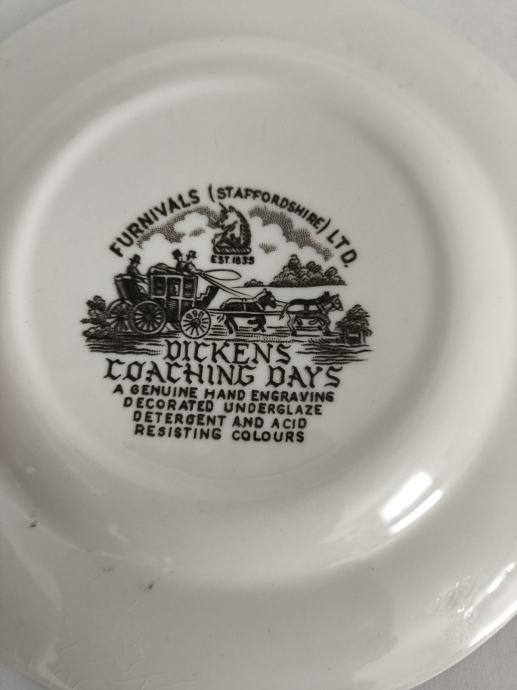 FURNIVALS (STAFFORDSHIRE) LTD.
EST 1835
DICKENS
COACHING DAYS
A GENUINE HAND ENGRAVING
DECORATED UNDERGLAZE
DETERGENT AND ACID
RESISTING COLOURS